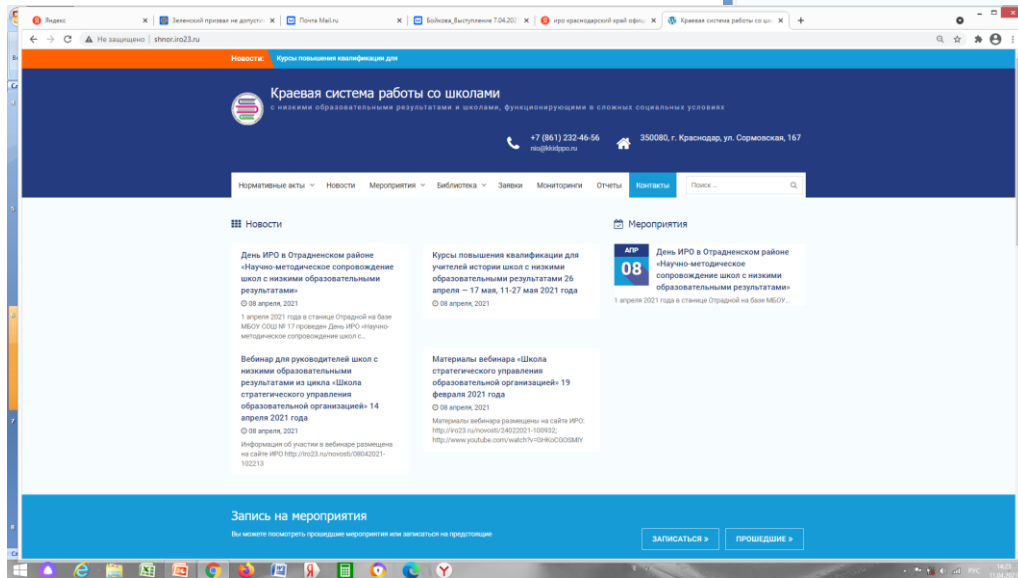 Яндекс
Зеленский призвал не допусти
Почта Mail.ru
Бойкова_Выступление 7.04.202
иро краснодарский край офиц
Краевая система работы со шк
Не защищено | shnor.iro23.ru
Новости: Курсы повышения квалификации для
Краевая система работы со школами
с низкими образовательными результатами и школами, функционирующими в сложных социальных условиях
+7 (861) 232-46-56
nio@kkidppo.ru
350080, г. Краснодар, ул. Сормовская, 167
Нормативные акты Новости Мероприятия Библиотека Заявки Мониторинги Отчеты Контакты Поиск ...
Новости
День ИРО в Отрадненском районе
«Научно-методическое сопровождение
школ с низкими образовательными
результатами»
08 апреля, 2021
1 апреля 2021 года в станице Отрадной на базе
МБОУ СОШ № 17 проведен День ИРО «Научно-
методическое сопровождение школ с...
Курсы повышения квалификации для
учителей истории школ с низкими
образовательными результатами 26
апреля — 17 мая, 11-27 мая 2021 года
08 апреля, 2021
Вебинар для руководителей школ с
низкими образовательными
результатами из цикла «Школа
стратегического управления
образовательной организацией» 14
апреля 2021 года
08 апреля, 2021
Информация об участии в вебинаре размещена
на сайте ИРО http://iro23.ru/novosti/08042021-
102213
Материалы вебинара «Школа
стратегического управления
образовательной организацией» 19
февраля 2021 года
08 апреля, 2021
Материалы вебинара размещены на сайте ИРО:
http://iro23.ru/novosti/24022021-100932;
http://www.youtube.com/watch?v=GHKoCGOSMlY
Мероприятия
АПР
08
День ИРО в Отрадненском районе
«Научно-методическое
сопровождение школ с низкими
образовательными результатами»
1 апреля 2021 года в станице Отрадной на базе МБОУ...
Запись на мероприятия
Вы можете посмотреть прошедшие мероприятия или записаться на предстоящие
ЗАПИСАТЬСЯ »
ПРОШЕДШИЕ »
РУС